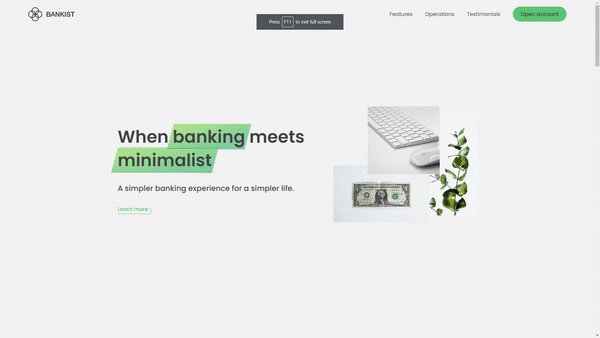 BANKIST
Press F11 to exit full screen
Features
Operations
Testimonials
Open account
When banking meets
minimalist
A simpler banking experience for a simpler life.
Learn more ↓